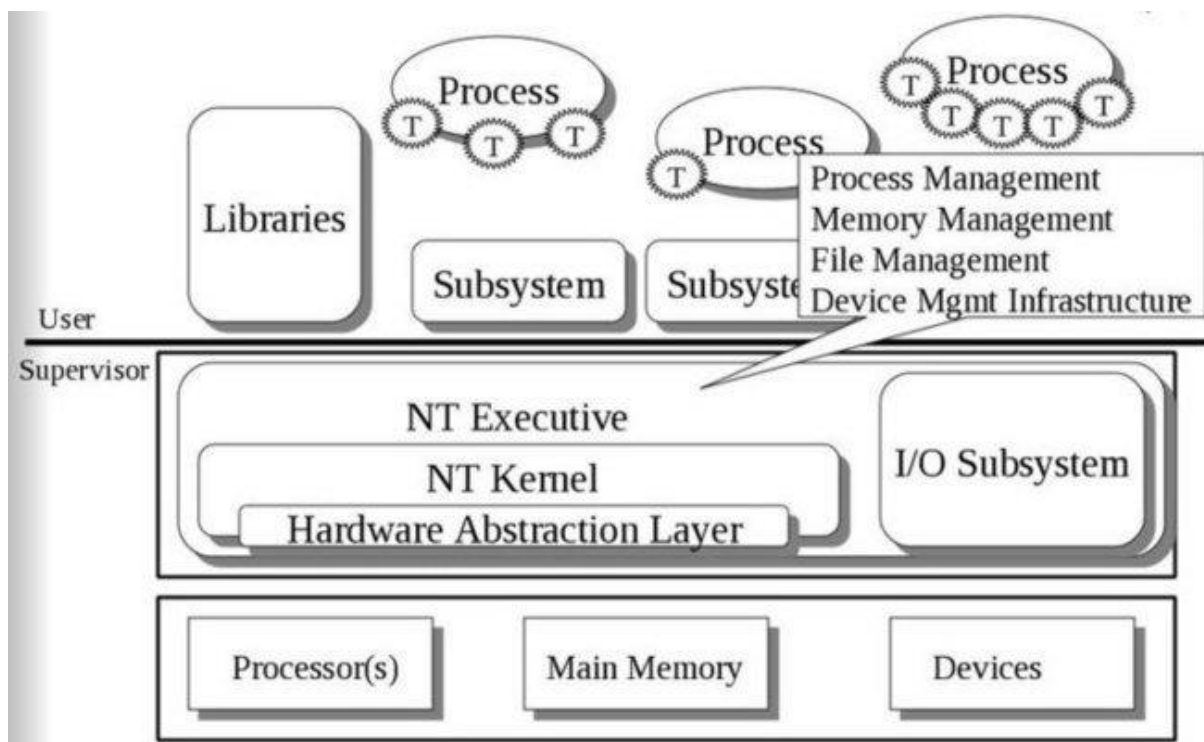 Process
T
T
T
Process
T
Process
T
T
T
T
T
Libraries
Subsystem
Subsyste
Process Management
Memory Management
File Management
Device Mgmt Infrastructure
User
Supervisor
NT Executive
NT Kernel
Hardware Abstraction Layer
I/O Subsystem
Processor(s)
Main Memory
Devices